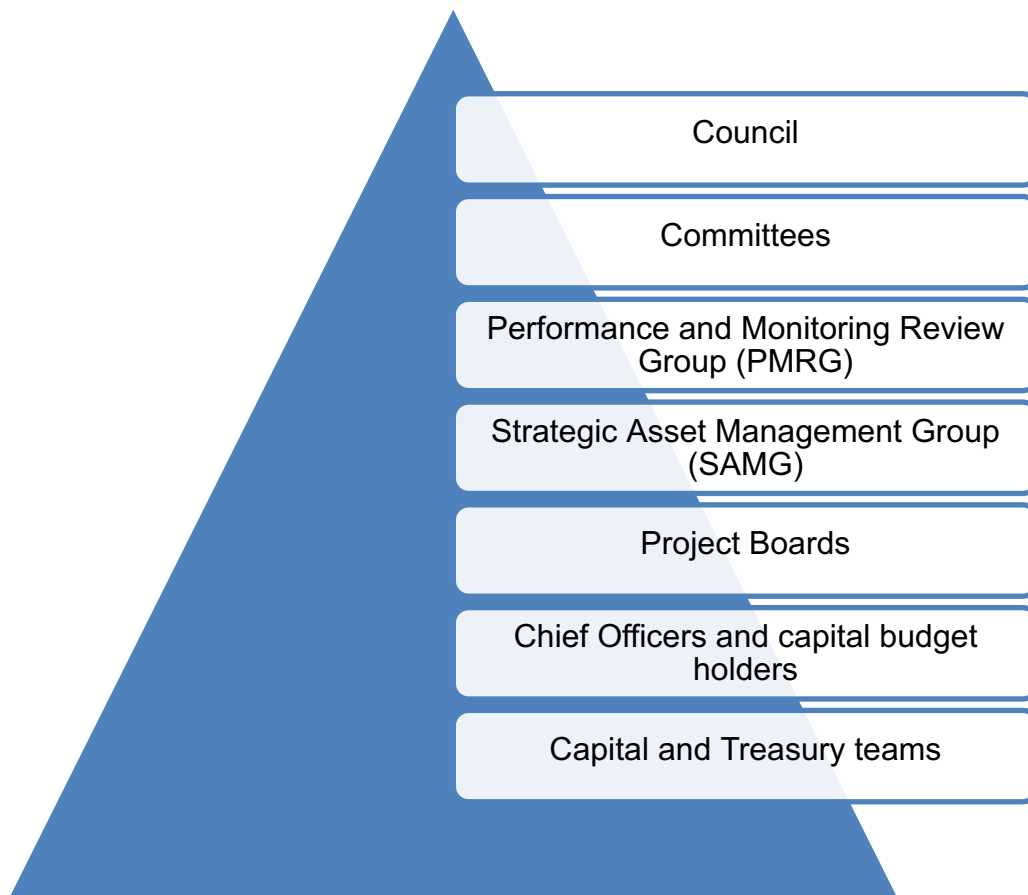 Council
Committees
Performance and Monitoring Review
Group (PMRG)
Strategic Asset Management Group
(SAMG)
Project Boards
Chief Officers and capital budget
holders
Capital and Treasury teams